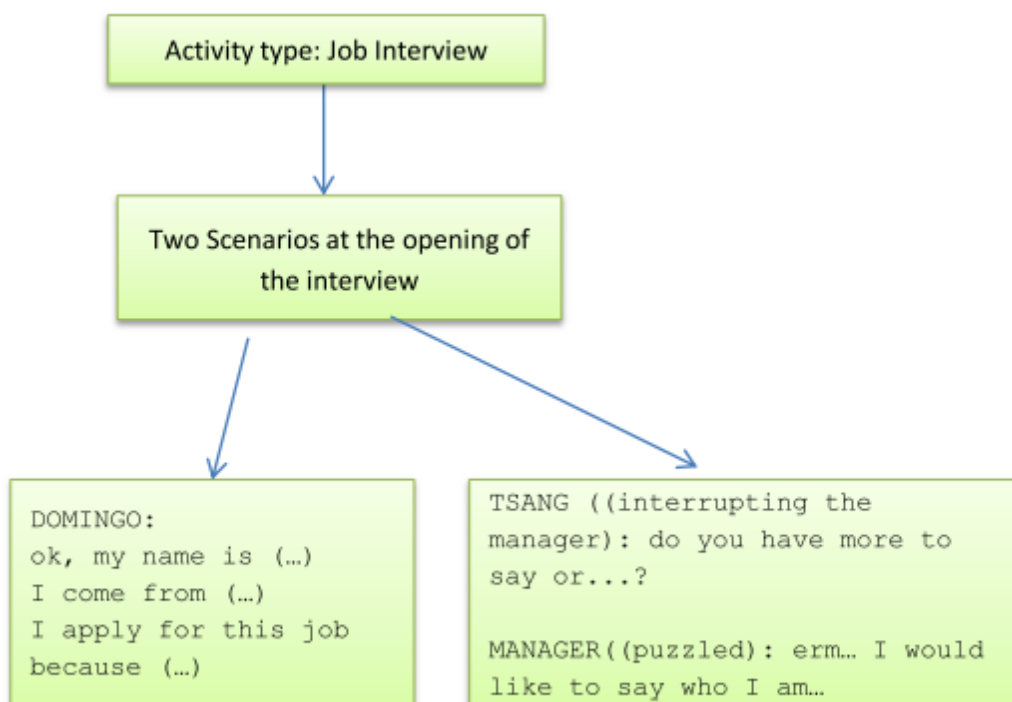 Activity type: Job Interview
Two Scenarios at the opening of
the interview
DOMINGO:
ok, my name is (…)
I come from (…)
I apply for this job
because (…)
TSANG ((interrupting the
manager): do you have more to
say or...?
MANAGER((puzzled): erm… I would
like to say who I am…